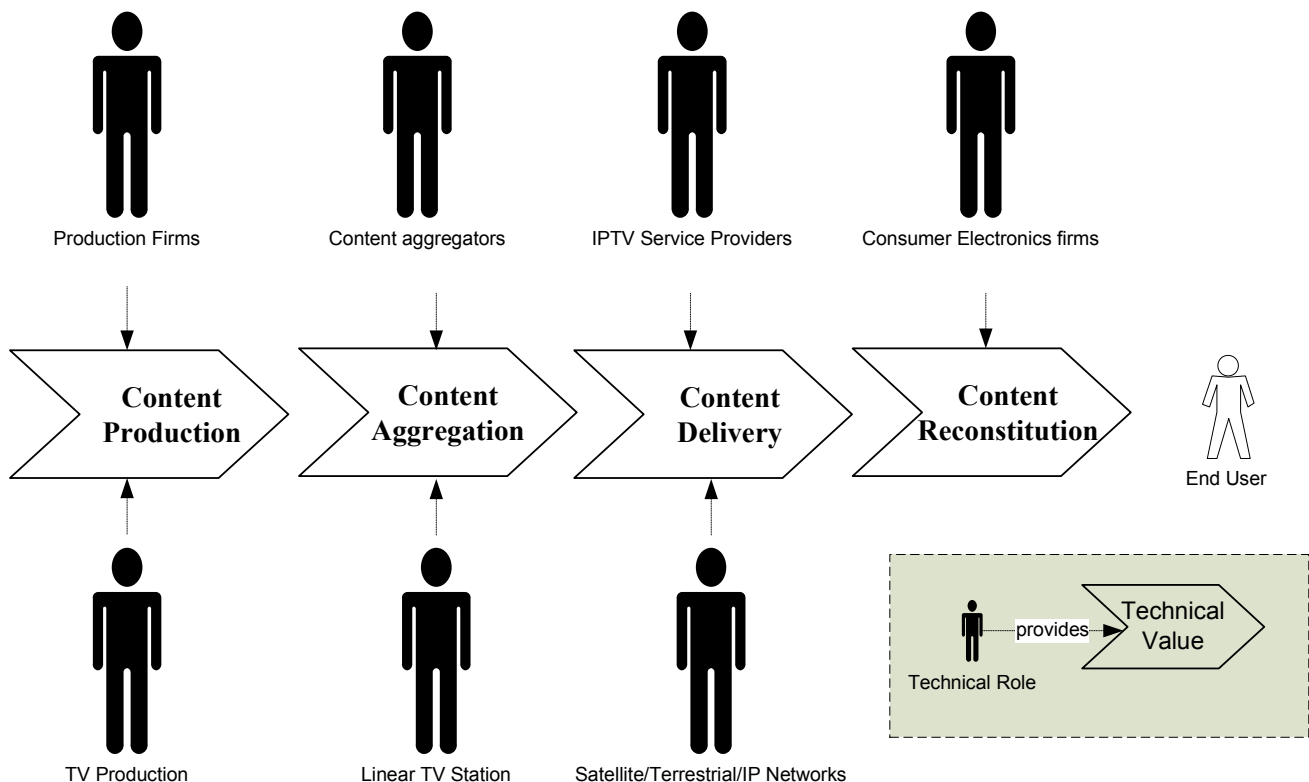 Production Firms
Content aggregators
IPTV Service Providers
Consumer Electronics firms
Content
Production
Content
Aggregation
Content
Delivery
Content
Reconstitution
End User
provides
Technical
Value
Technical Role
TV Production
Linear TV Station
Satellite/Terrestrial/IP Networks